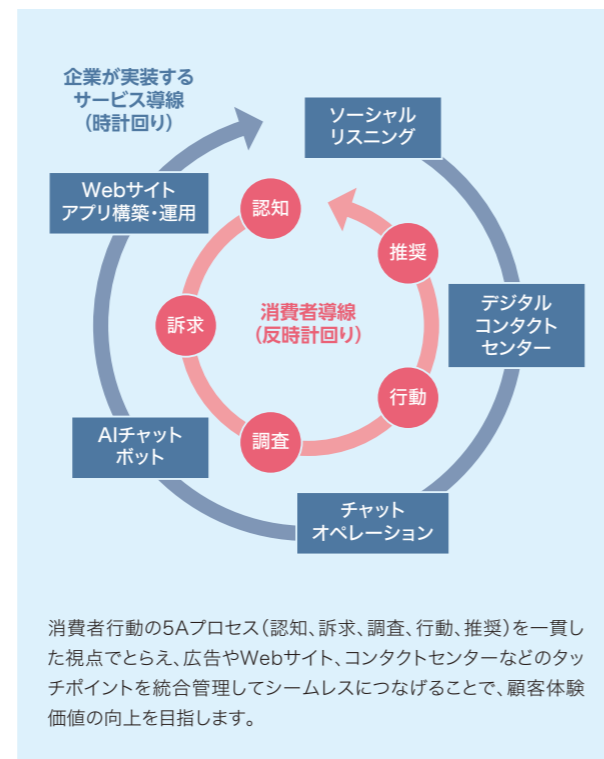 企業が実装する
サービス導線
(時計回り)
ソーシャル
リスニング
Webサイト
アプリ構築・運用
認知
推奨
デジタル
コンタクト
センター
消費者導線
(反時計回り)
訴求
行動
AIチャット
ボット
調査
チャット
オペレーション
消費者行動の5Aプロセス(認知、訴求、調査、行動、推奨)を一貫し
た視点でとらえ、広告やWebサイト、コンタクトセンターなどのタッ
チポイントを統合管理してシームレスにつなげることで、顧客体験
価値の向上を目指します。